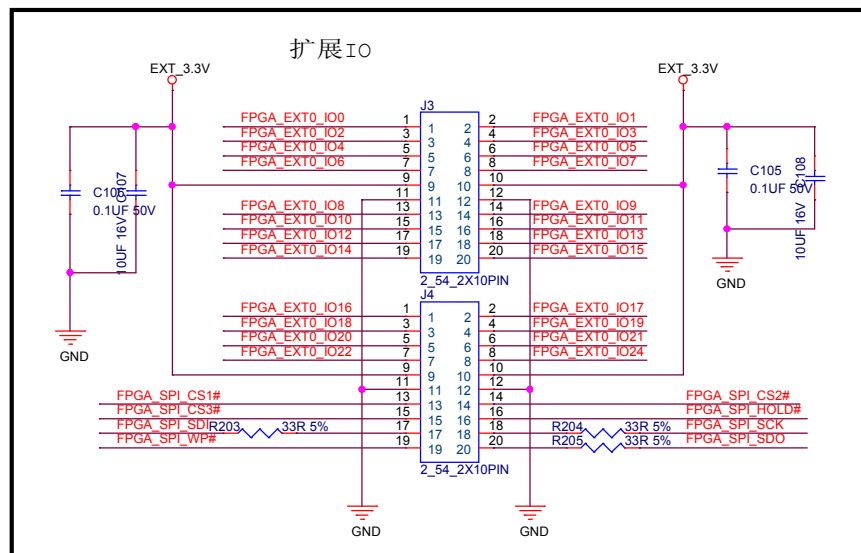 扩展IO
EXT_3.3V EXT_3.3V
J3
FPGA_EXT0_IO0 1 1 2 2 FPGA_EXT0_IO1
FPGA_EXT0_IO2 3 3 4 4 FPGA_EXT0_IO3
FPGA_EXT0_IO4 5 5 6 6 FPGA_EXT0_IO5
FPGA_EXT0_IO6 7 7 8 8 FPGA_EXT0_IO7
9 9 10 10
11 11 12 12
FPGA_EXT0_IO8 13 13 14 14 FPGA_EXT0_IO9
FPGA_EXT0_IO10 15 15 16 16 FPGA_EXT0_IO11
FPGA_EXT0_IO12 17 17 18 18 FPGA_EXT0_IO13
FPGA_EXT0_IO14 19 19 20 20 FPGA_EXT0_IO15
2_54_2X10PIN
C106
0.1UF 50V
C107
10UF 16V
C105
0.1UF 50V
C108
10UF 16V
GND
GND
J4
FPGA_EXT0_IO16 1 1 2 2 FPGA_EXT0_IO17
FPGA_EXT0_IO18 3 3 4 4 FPGA_EXT0_IO19
FPGA_EXT0_IO20 5 5 6 6 FPGA_EXT0_IO21
FPGA_EXT0_IO22 7 7 8 8 FPGA_EXT0_IO24
9 9 10 10
11 11 12 12
FPGA_SPI_CS1# 13 13 14 14 FPGA_SPI_CS2#
FPGA_SPI_CS3# 15 15 16 16 FPGA_SPI_HOLD#
FPGA_SPI_SDI R203 33R 5% 17 17 18 18 R204 33R 5% FPGA_SPI_SCK
FPGA_SPI_WP# 19 19 20 20 R205 33R 5% FPGA_SPI_SDO
2_54_2X10PIN
GND GND